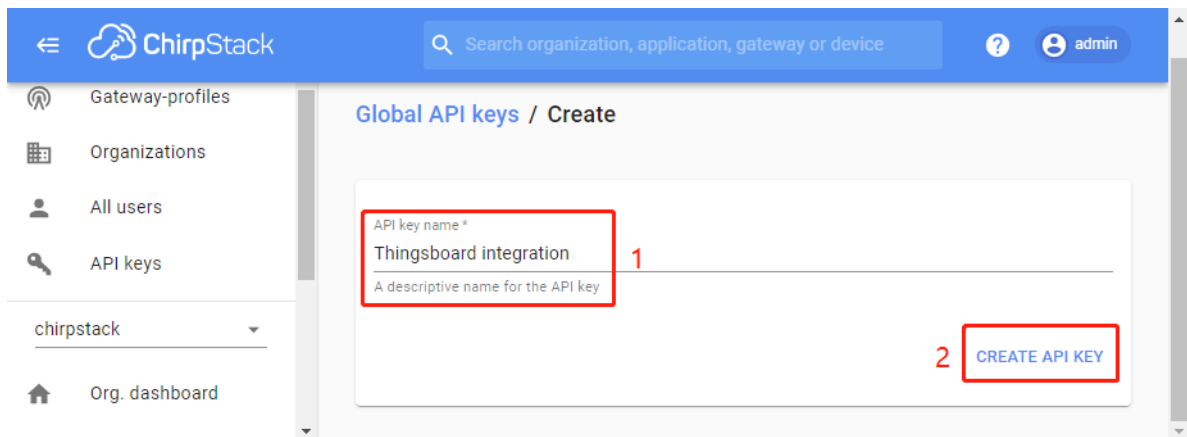 ChirpStack
Search organization, application, gateway or device
?
admin
Gateway-profiles
Organizations
All users
API keys
chirpstack
Org. dashboard
Global API keys / Create
API key name *
Thingsboard integration
1
A descriptive name for the API key
2
CREATE API KEY